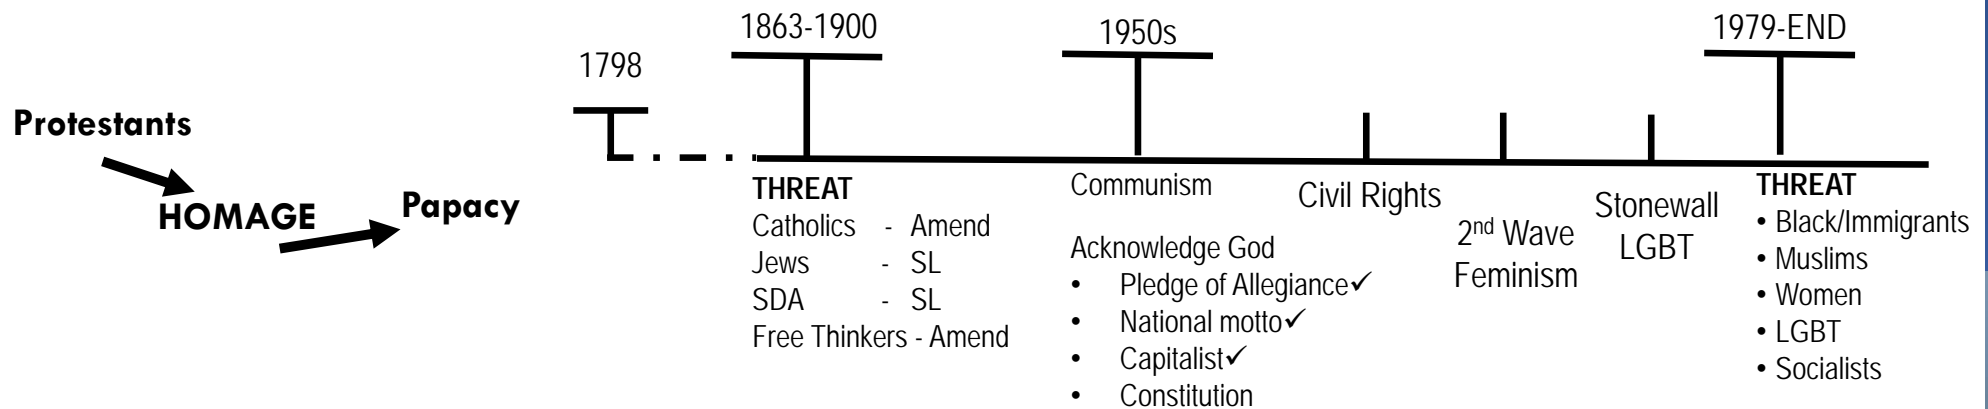 Protestants
HOMAGE
Papacy
1798
1863-1900
THREAT
Catholics - Amend
Jews - SL
SDA - SL
Free Thinkers - Amend
1950s
Communism
Acknowledge God
• Pledge of Allegiance✓
• National motto✓
• Capitalist✓
• Constitution
Civil Rights
2nd Wave
Feminism
Stonewall
LGBT
1979-END
THREAT
• Black/Immigrants
• Muslims
• Women
• LGBT
• Socialists